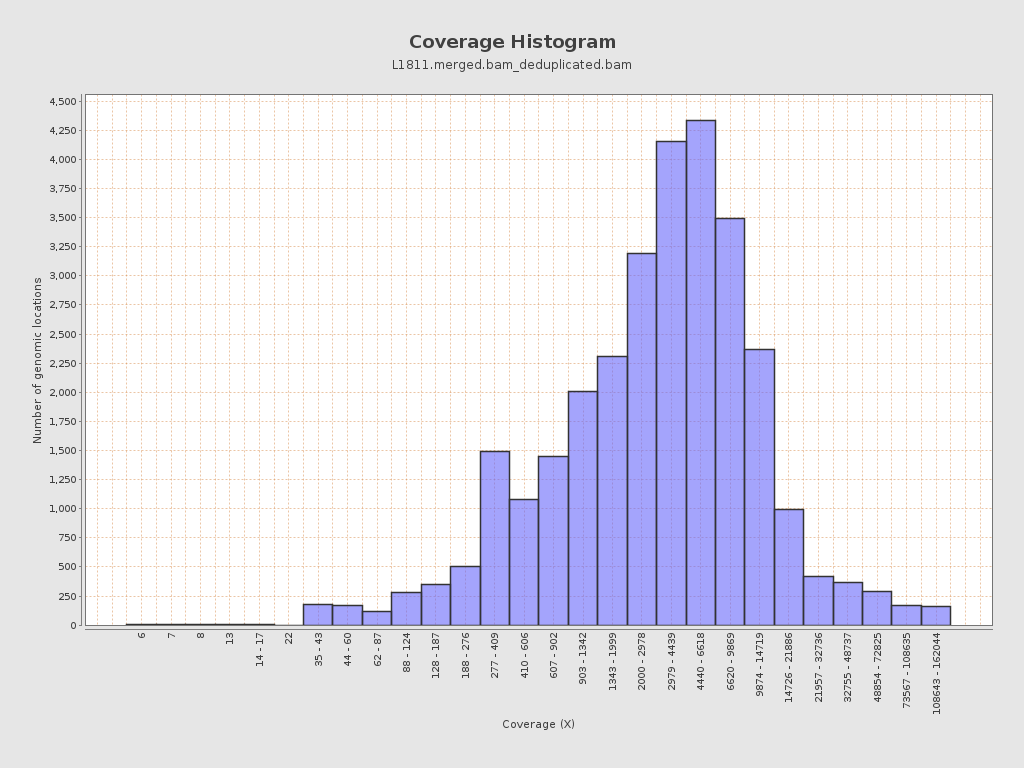 Coverage Histogram
L1811.merged.bam_deduplicated.bam
Number of genomic locations
4,500
4,250
4,000
3,750
3,500
3,250
3,000
2,750
2,500
2,250
2,000
1,750
1,500
1,250
1,000
750
500
250
0
6
7
8
13
14 - 17
22
35 - 43
44 - 60
62 - 87
88 - 124
128 - 187
188 - 276
277 - 409
410 - 606
607 - 902
903 - 1342
1343 - 1999
2000 - 2978
2979 - 4439
4440 - 6618
6620 - 9869
9874 - 14719
14726 - 21886
21957 - 32736
32755 - 48737
48854 - 72825
73567 - 108635
108643 - 162044
Coverage (X)